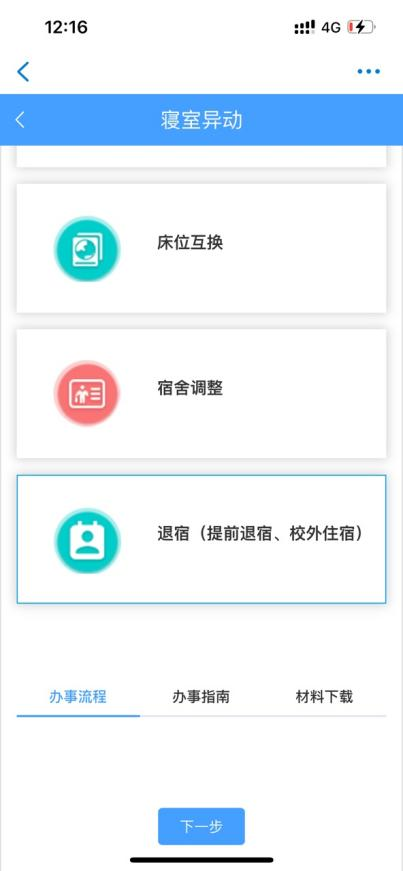 12:16
4G
寝室异动
床位互换
宿舍调整
退宿（提前退宿、校外住宿）
办事流程
办事指南
材料下载
下一步